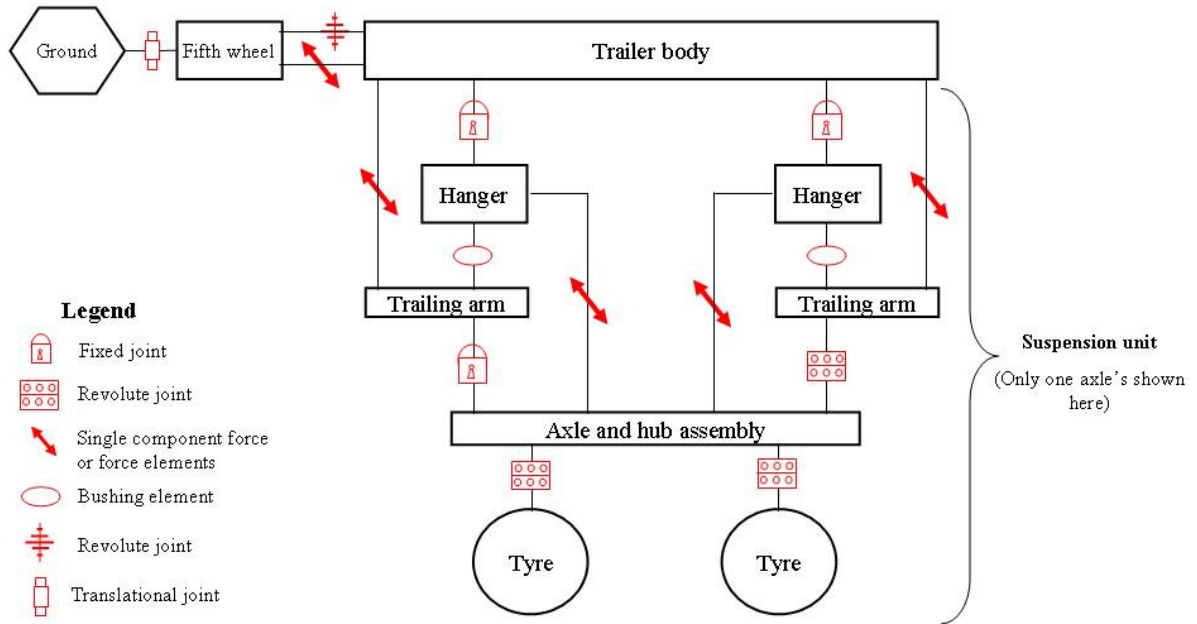 Ground
Fifth wheel
Trailer body
Hanger
Hanger
Trailing arm
Trailing arm
Axle and hub assembly
Tyre
Tyre
Suspension unit
(Only one axle's shown
here)
Legend
Fixed joint
Revolute joint
Single component force
or force elements
Bushing element
Revolute joint
Translational joint